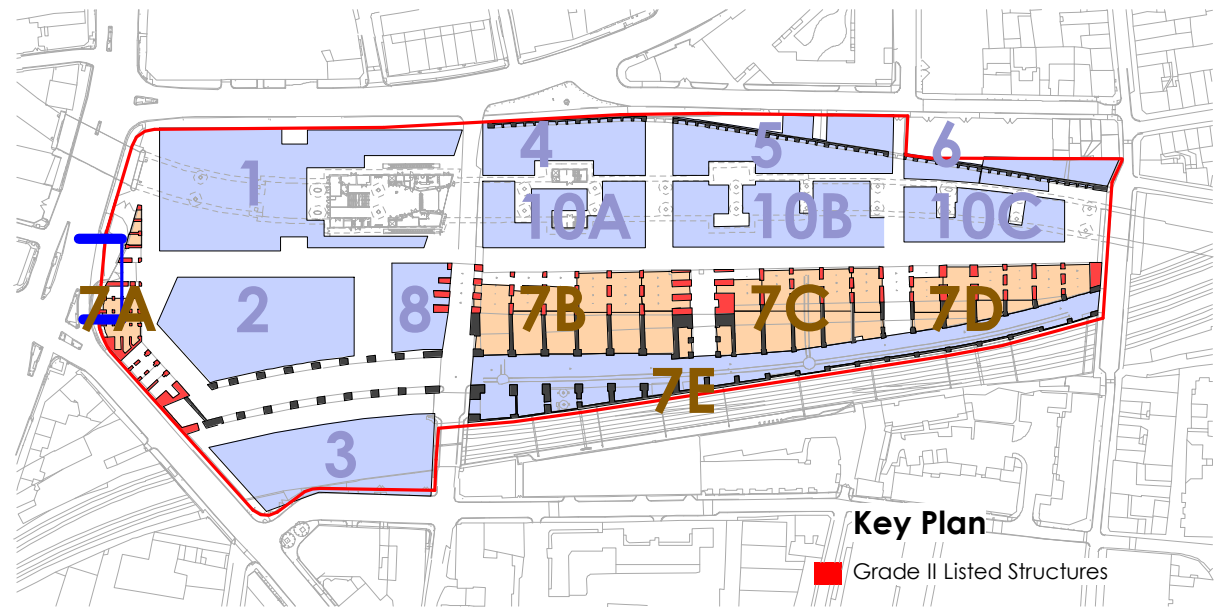 4
5
6
1
10A
10B
10C
2
8
7A
7B
7C
7D
7E
3
Key Plan
Grade II Listed Structures